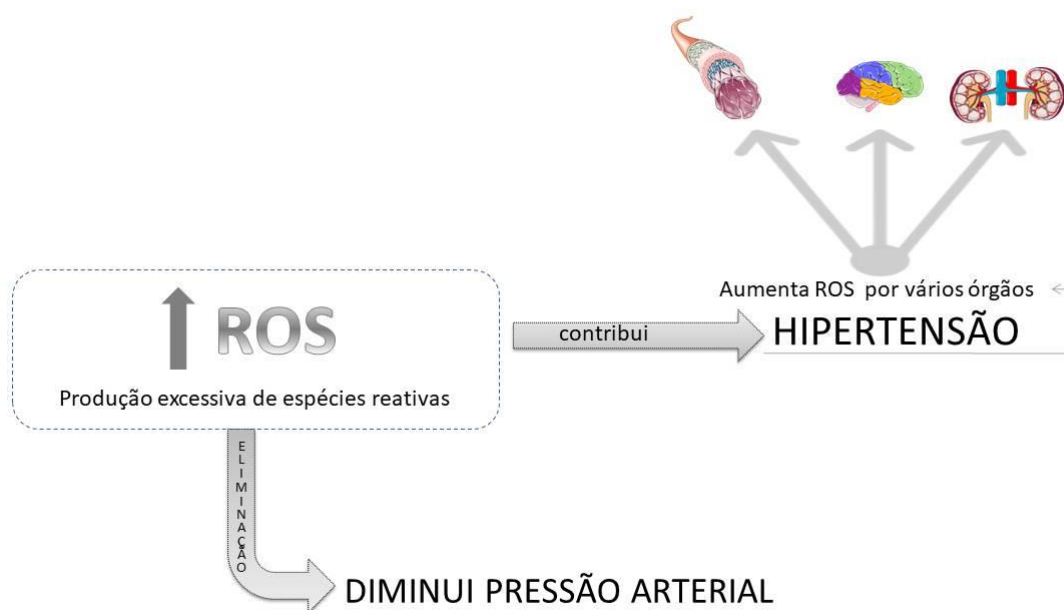 Aumenta ROS por vários órgãos
ROS
contribui
HIPERTENSÃO
Produção excessiva de espécies reativas
ELIMINAÇÃO
DIMINUI PRESSÃO ARTERIAL